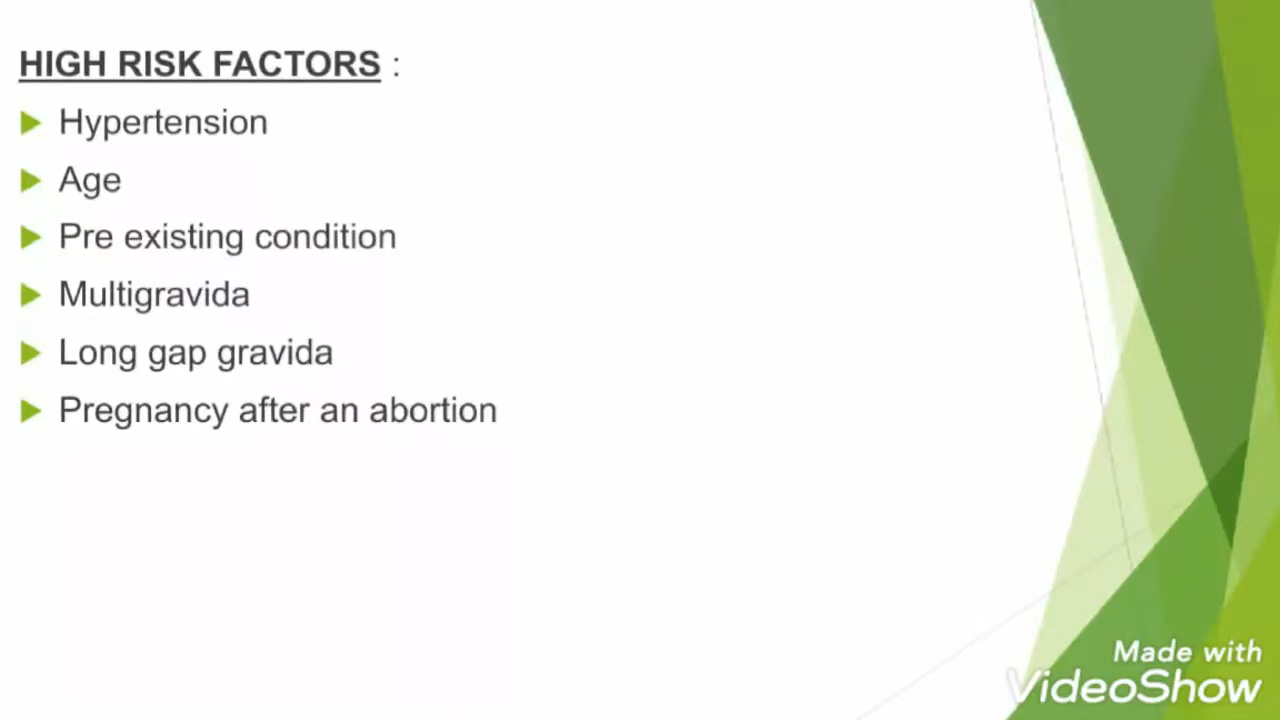 HIGH RISK FACTORS :
Hypertension
Age
Pre existing condition
Multigravida
Long gap gravida
Pregnancy after an abortion
Made with
VideoShow